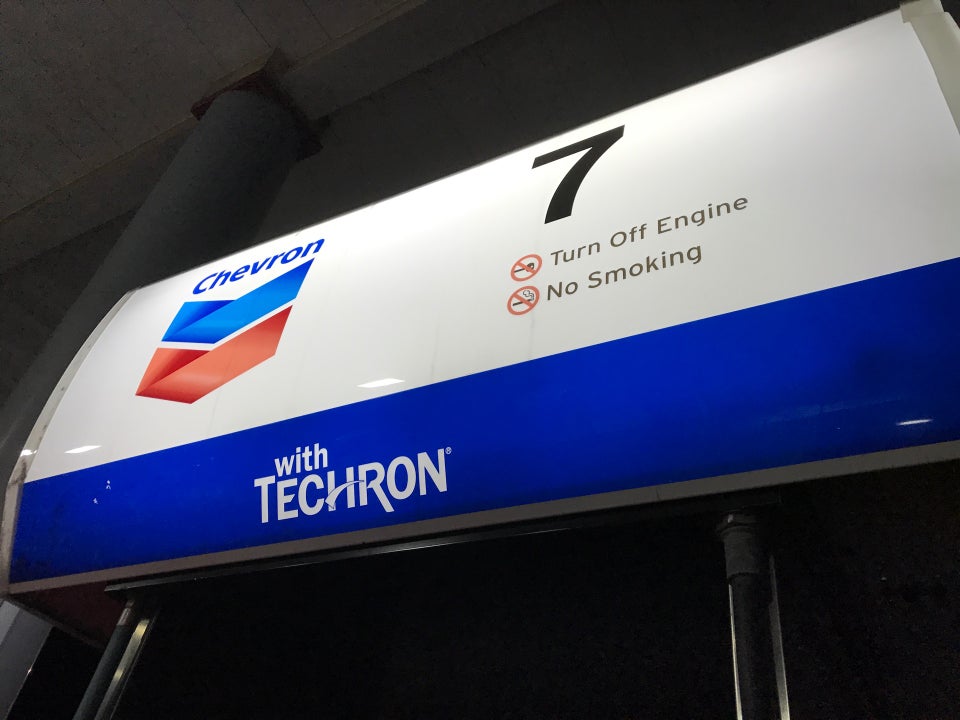 7
Turn Off Engine
No Smoking
Chevron
with
TECHRON®